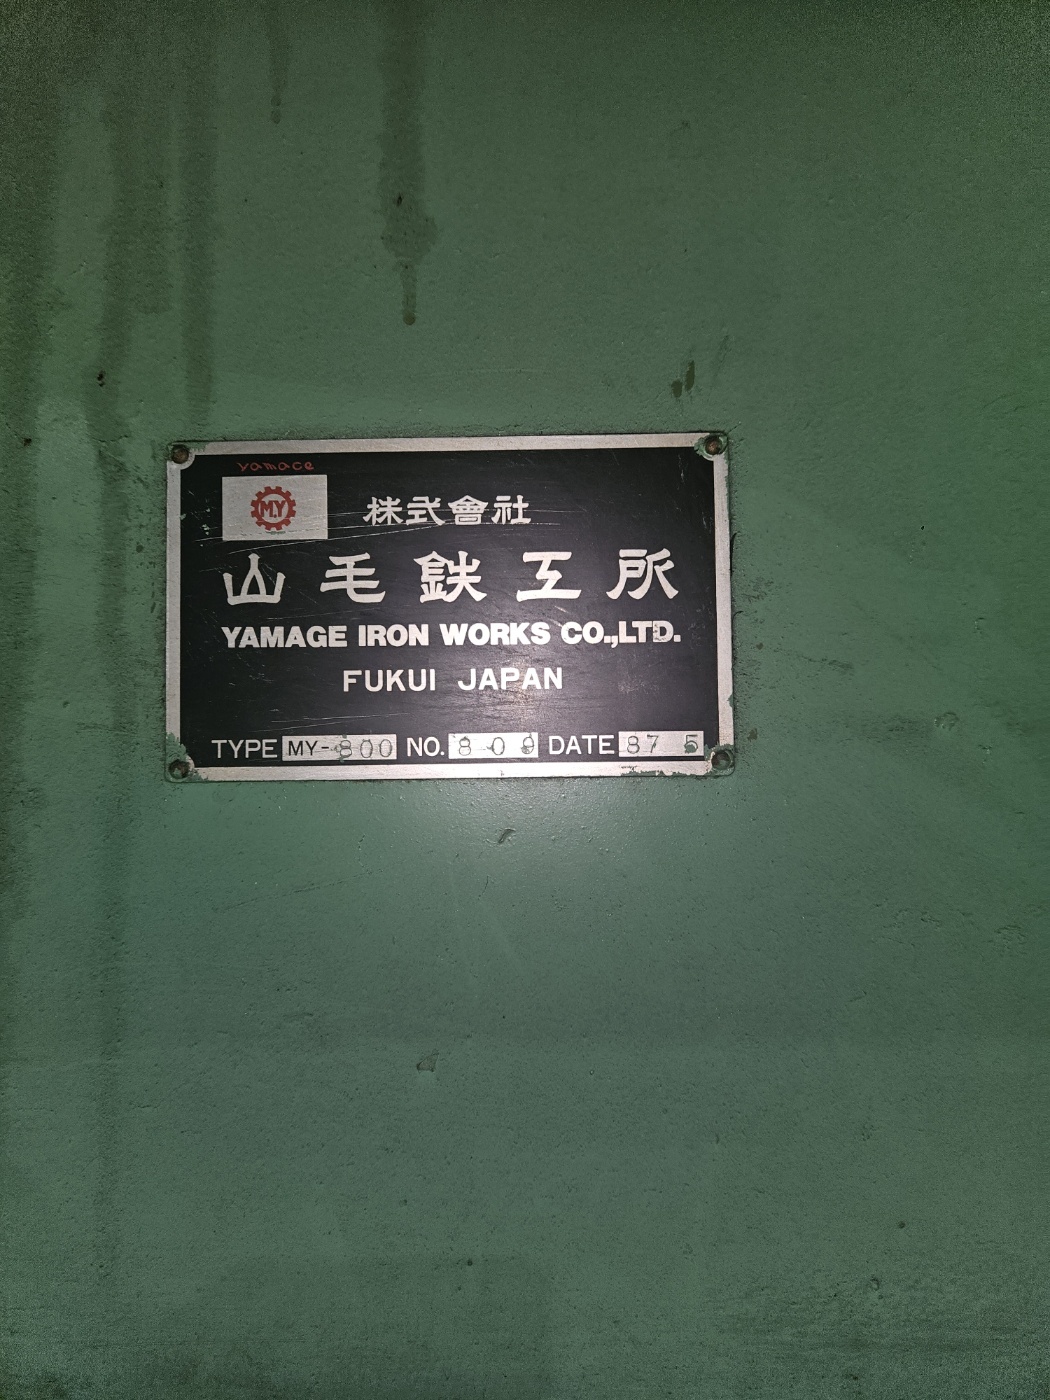 yamace
MY
株式會社
山毛鉄工所
YAMAGE IRON WORKS CO.,LTD.
FUKUI JAPAN
TYPE MY-800 NO. 809 DATE 87 5